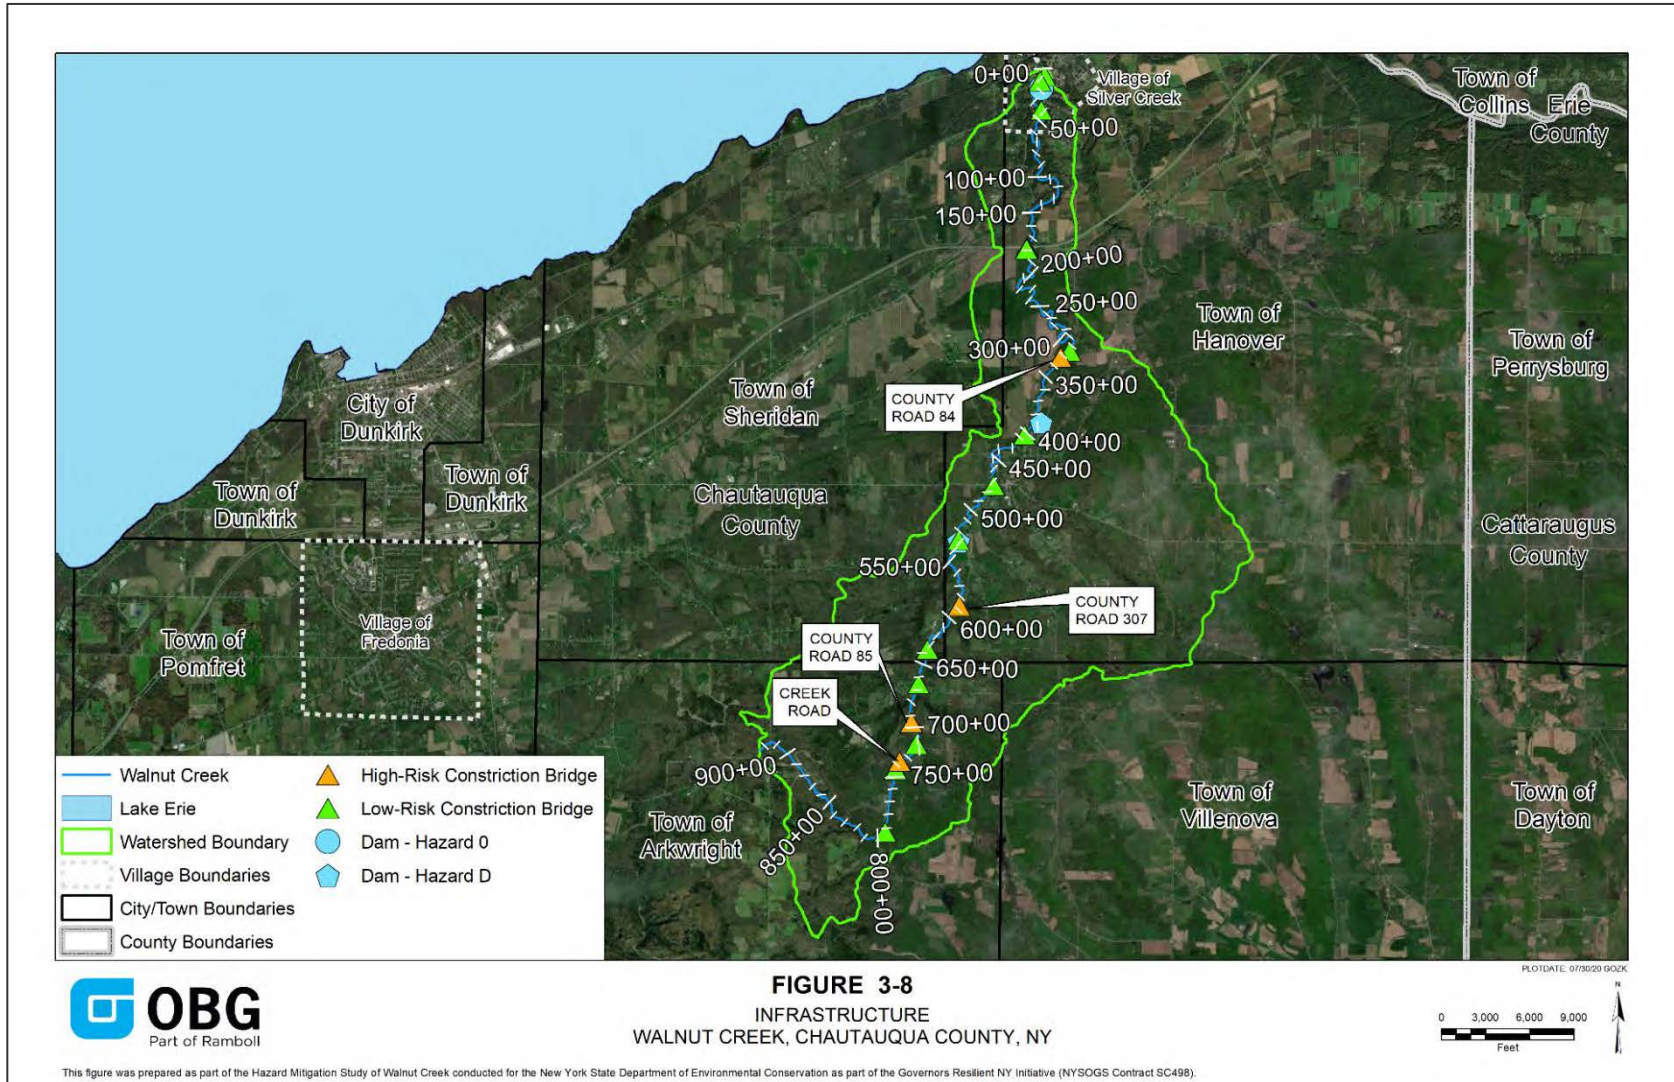 0+00
Village of
Silver Creek
Town of
Collins
Erie
County
50+00
100+00
150+00
200+00
250+00
300+00
350+00
Town of
Hanover
Town of
Perrysburg
COUNTY
ROAD 84
Town of
Sheridan
City of
Dunkirk
400+00
450+00
Town of
Dunkirk
Town of
Dunkirk
Chautauqua
County
500+00
Cattaraugus
County
550+00
COUNTY
ROAD 307
600+00
Village of
Fredonia
Town of
Pomfret
COUNTY
ROAD 85
650+00
CREEK
ROAD
700+00
750+00
900+00
850+00
800+00
Town of
Arkwright
Town of
Villenova
Town of
Dayton
Walnut Creek
Lake Erie
Watershed Boundary
Village Boundaries
City/Town Boundaries
County Boundaries
High-Risk Constriction Bridge
Low-Risk Constriction Bridge
Dam - Hazard 0
Dam - Hazard D
PLOTDATE: 07/30/20 GOZK
OBG
Part of Ramboll
FIGURE 3-8
INFRASTRUCTURE
WALNUT CREEK, CHAUTAUQUA COUNTY, NY
N
0 3,000 6,000 9,000
Feet
This figure was prepared as part of the Hazard Mitigation Study of Walnut Creek conducted for the New York State Department of Environmental Conservation as part of the Governors Resilient NY Initiative (NYSOGS Contract SC498).